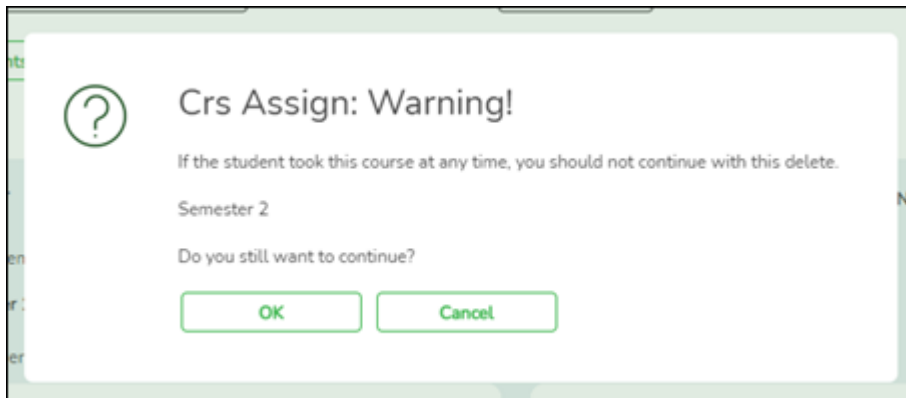 Crs Assign: Warning!
If the student took this course at any time, you should not continue with this delete.
Semester 2
Do you still want to continue?
OK
Cancel